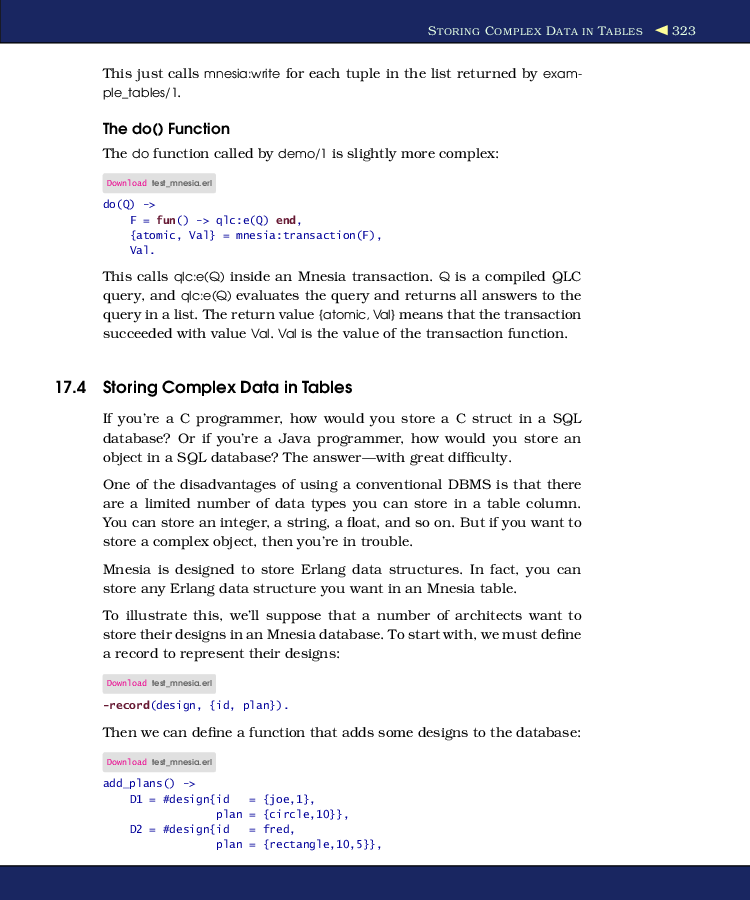 STORING COMPLEX DATA IN TABLES ◀ 323
This just calls mnesia:write for each tuple in the list returned by exam-
ple_tables/1.
The do() Function
The do function called by demo/1 is slightly more complex:
Download test_mnesia.erl
do(Q) ->
    F = fun() -> qlc:e(Q) end,
    {atomic, Val} = mnesia:transaction(F),
    Val.
This calls qlc:e(Q) inside an Mnesia transaction. Q is a compiled QLC
query, and qlc:e(Q) evaluates the query and returns all answers to the
query in a list. The return value {atomic, Val} means that the transaction
succeeded with value Val. Val is the value of the transaction function.
17.4 Storing Complex Data in Tables
If you're a C programmer, how would you store a C struct in a SQL
database? Or if you're a Java programmer, how would you store an
object in a SQL database? The answer—with great difficulty.
One of the disadvantages of using a conventional DBMS is that there
are a limited number of data types you can store in a table column.
You can store an integer, a string, a float, and so on. But if you want to
store a complex object, then you're in trouble.
Mnesia is designed to store Erlang data structures. In fact, you can
store any Erlang data structure you want in an Mnesia table.
To illustrate this, we'll suppose that a number of architects want to
store their designs in an Mnesia database. To start with, we must define
a record to represent their designs:
Download test_mnesia.erl
-record(design, {id, plan}).
Then we can define a function that adds some designs to the database:
Download test_mnesia.erl
add_plans() ->
    D1 = #design{id   = {joe,1},
                 plan = {circle,10}},
    D2 = #design{id   = fred,
                 plan = {rectangle,10,5}},